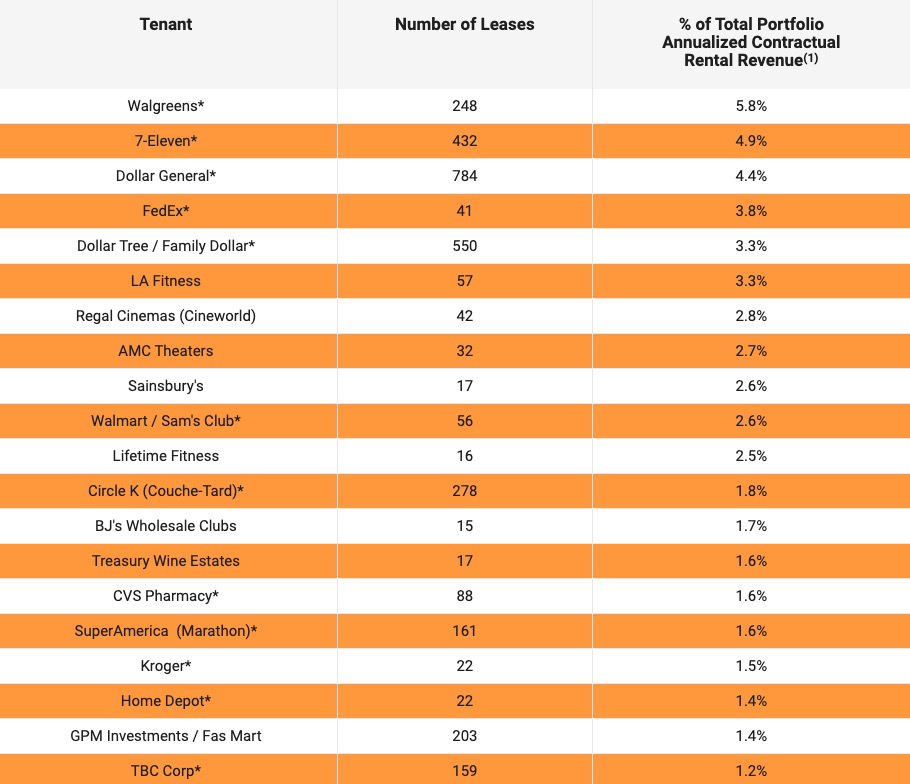 Tenant Number of Leases % of Total Portfolio
Annualized Contractual
Rental Revenue(1)
Walgreens* 248 5.8%
7-Eleven* 432 4.9%
Dollar General* 784 4.4%
FedEx* 41 3.8%
Dollar Tree / Family Dollar* 550 3.3%
LA Fitness 57 3.3%
Regal Cinemas (Cineworld) 42 2.8%
AMC Theaters 32 2.7%
Sainsbury's 17 2.6%
Walmart / Sam's Club* 56 2.6%
Lifetime Fitness 16 2.5%
Circle K (Couche-Tard)* 278 1.8%
BJ's Wholesale Clubs 15 1.7%
Treasury Wine Estates 17 1.6%
CVS Pharmacy* 88 1.6%
SuperAmerica (Marathon)* 161 1.6%
Kroger* 22 1.5%
Home Depot* 22 1.4%
GPM Investments / Fas Mart 203 1.4%
TBC Corp* 159 1.2%